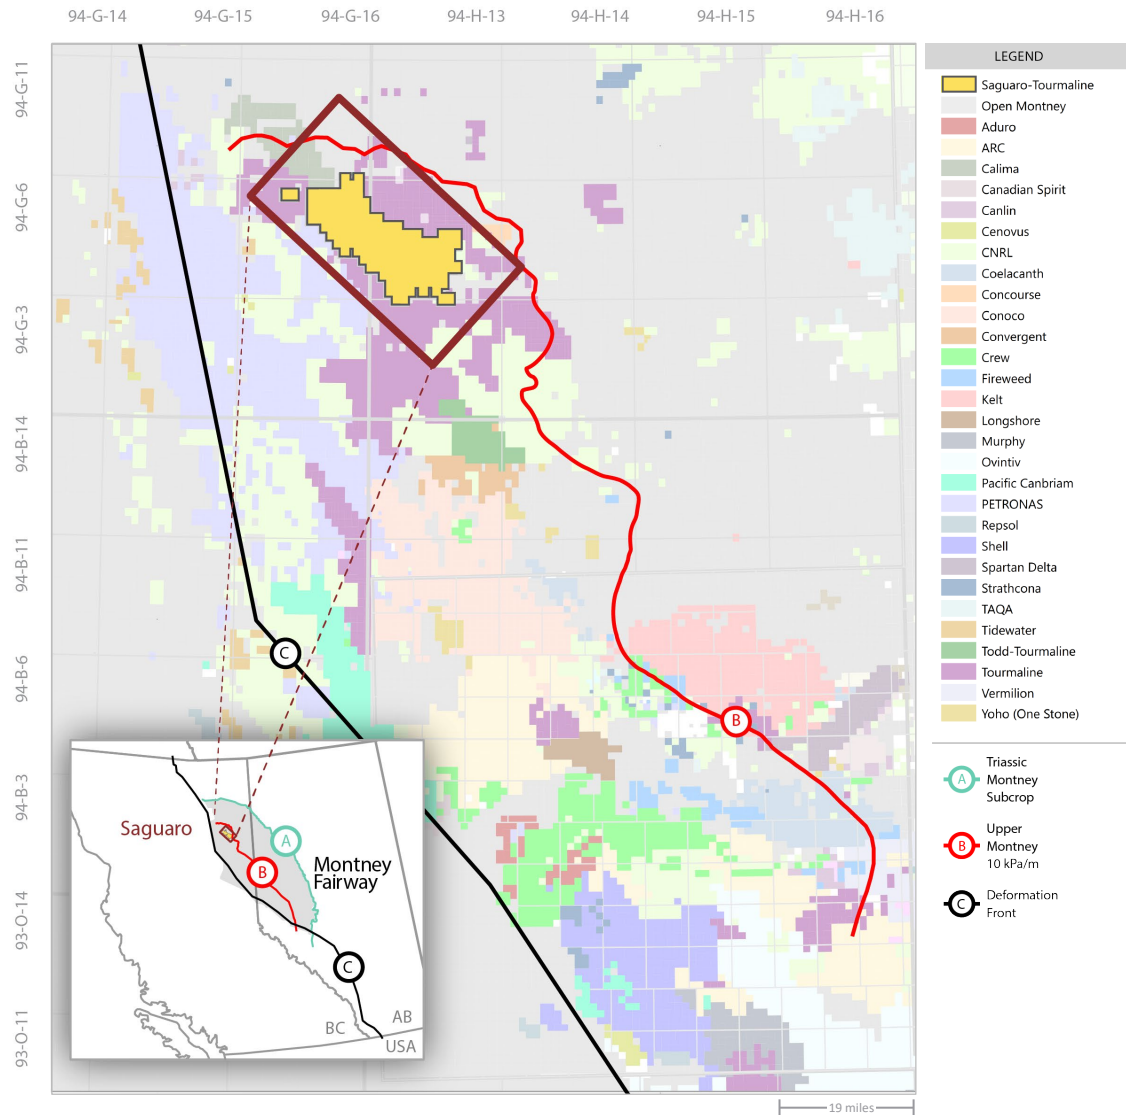 94-G-14 94-G-15 94-G-16 94-H-13 94-H-14 94-H-15 94-H-16
94-G-11
94-G-6
94-G-3
94-B-14
94-B-11
94-B-6
94-B-3
93-O-14
93-O-11
C
B
Saguaro
A
B
Montney
Fairway
C
BC
AB
USA
19 miles
LEGEND
Saguaro-Tourmaline
Open Montney
Aduro
ARC
Calima
Canadian Spirit
Canlin
Cenovus
CNRL
Coelacanth
Concourse
Conoco
Convergent
Crew
Fireweed
Kelt
Longshore
Murphy
Ovintiv
Pacific Canbriam
PETRONAS
Repsol
Shell
Spartan Delta
Strathcona
TAQA
Tidewater
Todd-Tourmaline
Tourmaline
Vermilion
Yoho (One Stone)
A
Triassic
Montney
Subcrop
B
Upper
Montney
10 kPa/m
C
Deformation
Front